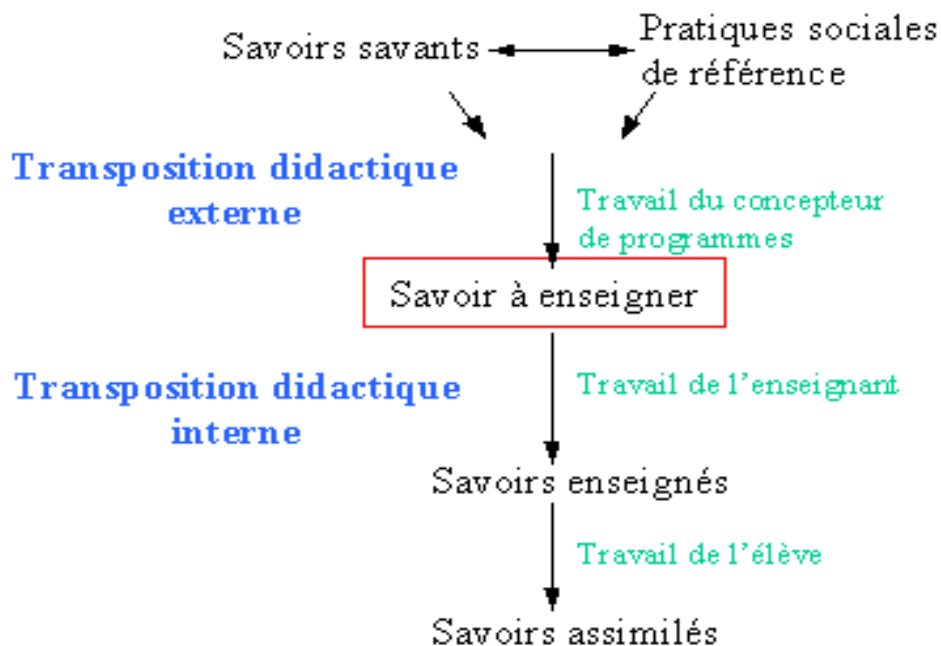 Savoirs savants
Pratiques sociales
de référence
Transposition didactique
externe
Travail du concepteur
de programmes
Savoir à enseigner
Transposition didactique
interne
Travail de l'enseignant
Savoirs enseignés
Travail de l'élève
Savoirs assimilés